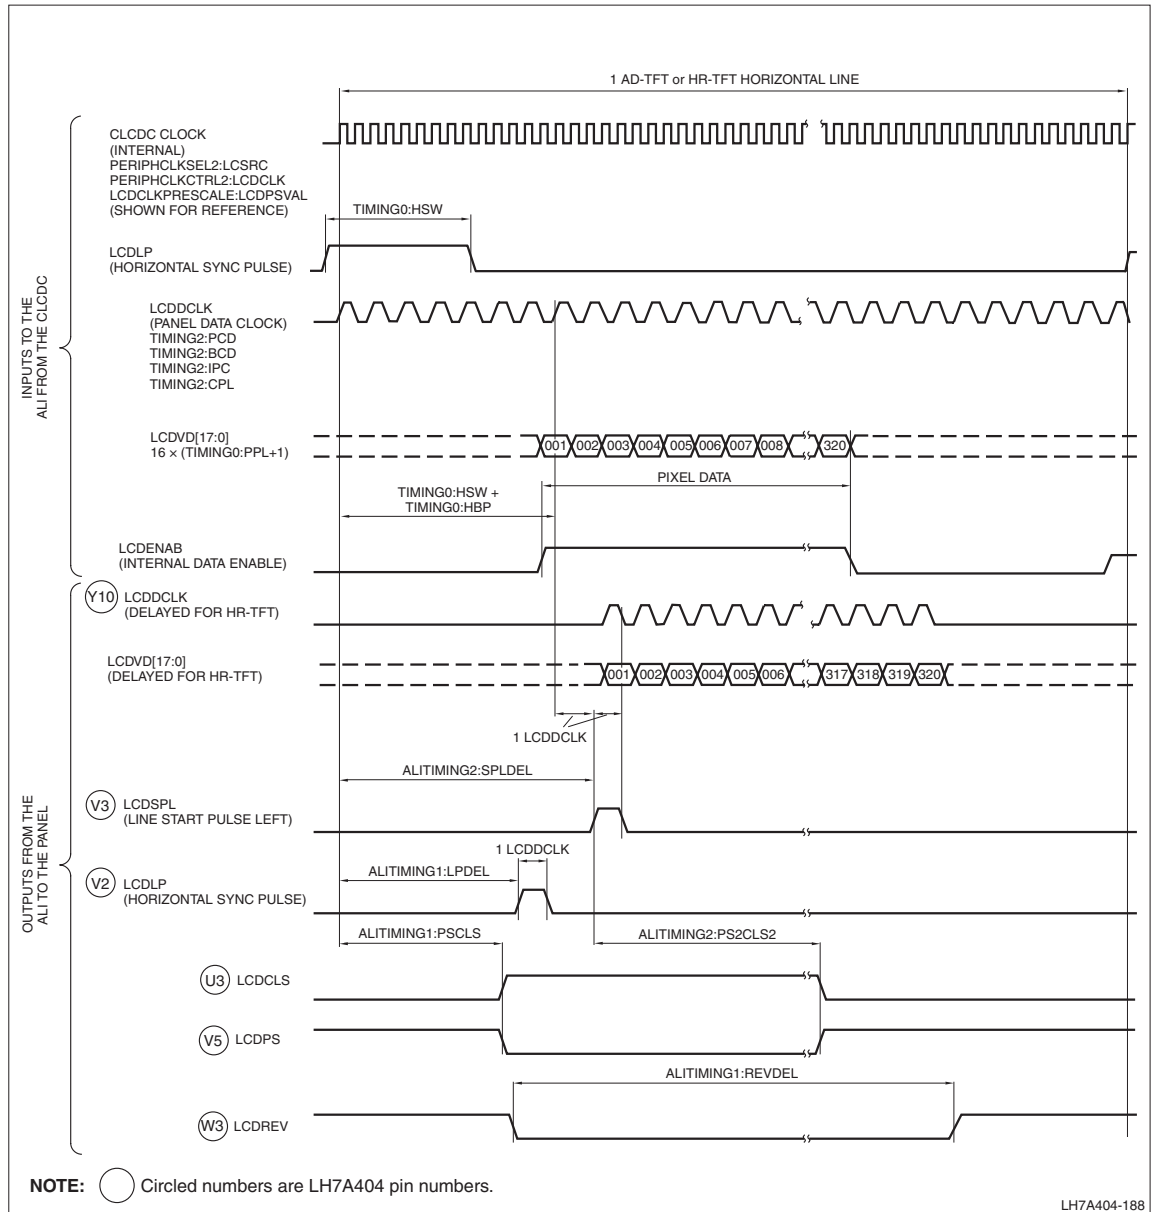 1 AD-TFT or HR-TFT HORIZONTAL LINE
INPUTS TO THE
ALI FROM THE CLCDC
CLCDC CLOCK
(INTERNAL)
PERIPHCLKSEL2:LCSRC
PERIPHCLKCTRL2:LCDCLK
LCDCLKPRESCALE:LCDPSVAL
(SHOWN FOR REFERENCE)
TIMING0:HSW
LCDLP
(HORIZONTAL SYNC PULSE)
LCDDCLK
(PANEL DATA CLOCK)
TIMING2:PCD
TIMING2:BCD
TIMING2:IPC
TIMING2:CPL
LCDVD[17:0]
16 × (TIMING0:PPL+1)
001 002 003 004 005 006 007 008 320
PIXEL DATA
TIMING0:HSW +
TIMING0:HBP
LCDENAB
(INTERNAL DATA ENABLE)
OUTPUTS FROM THE
ALI TO THE PANEL
Y10 LCDDCLK
(DELAYED FOR HR-TFT)
LCDVD[17:0]
(DELAYED FOR HR-TFT)
001 002 003 004 005 006 317 318 319 320
1 LCDDCLK
ALITIMING2:SPLDEL
V3 LCDSPL
(LINE START PULSE LEFT)
1 LCDDCLK
ALITIMING1:LPDEL
V2 LCDLP
(HORIZONTAL SYNC PULSE)
ALITIMING1:PSCLS
ALITIMING2:PS2CLS2
U3 LCDCLS
V5 LCDPS
ALITIMING1:REVDEL
W3 LCDREV
NOTE: Circled numbers are LH7A404 pin numbers.
LH7A404-188